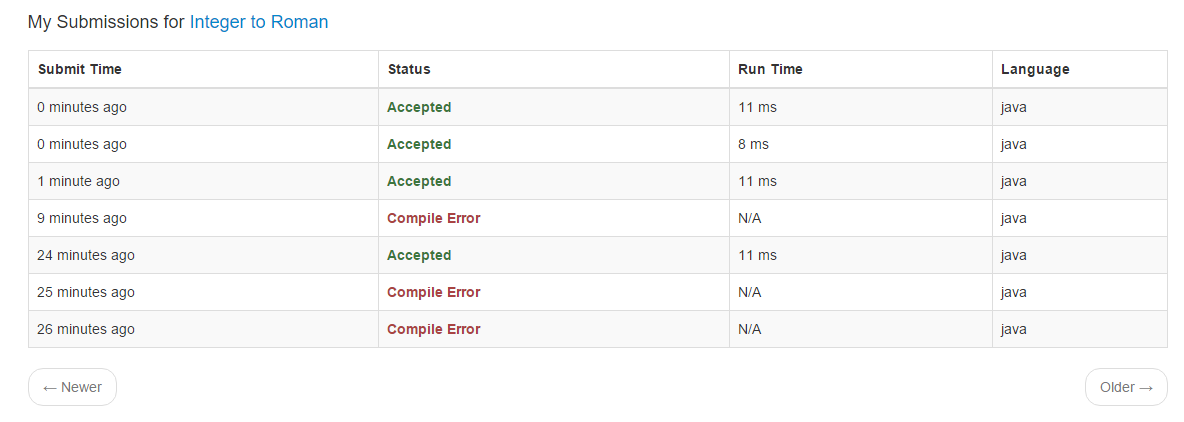 My Submissions for Integer to Roman
Submit Time Status Run Time Language
0 minutes ago Accepted 11 ms java
0 minutes ago Accepted 8 ms java
1 minute ago Accepted 11 ms java
9 minutes ago Compile Error N/A java
24 minutes ago Accepted 11 ms java
25 minutes ago Compile Error N/A java
26 minutes ago Compile Error N/A java
← Newer Older →